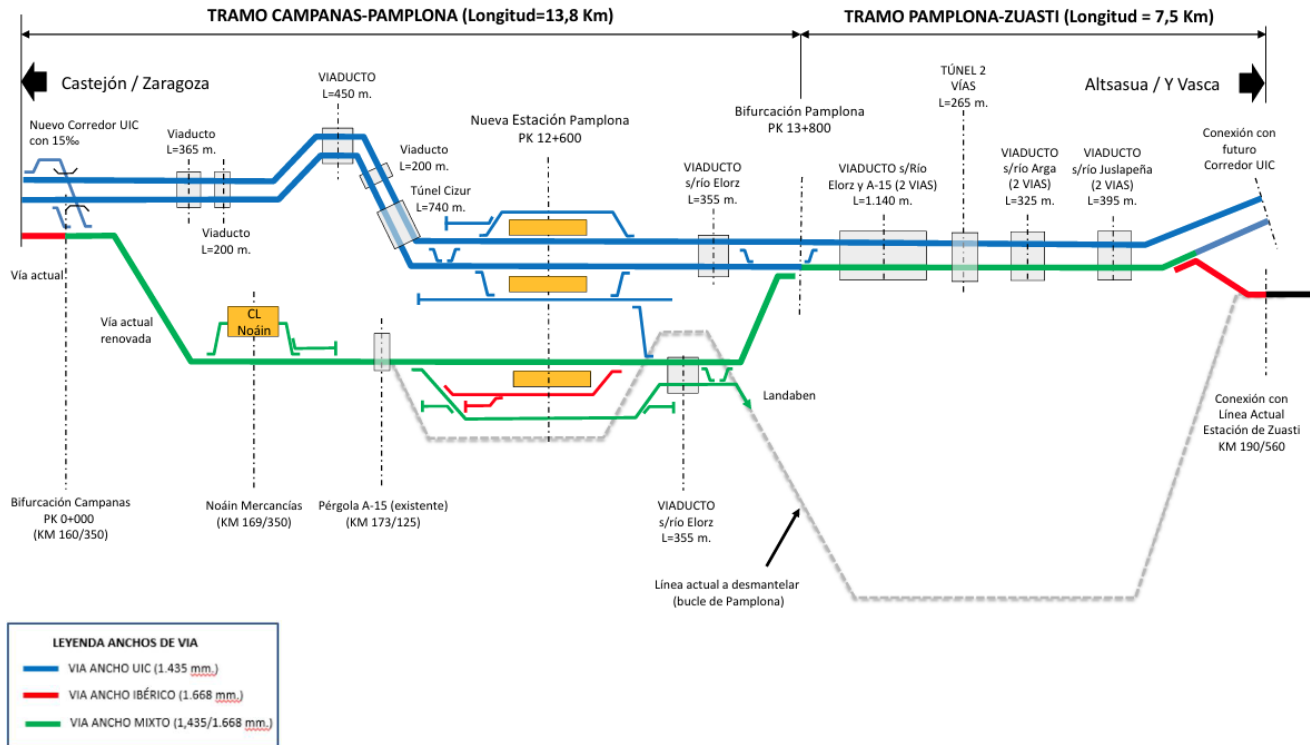 TRAMO CAMPANAS-PAMPLONA (Longitud=13,8 Km)
TRAMO PAMPLONA-ZUASTI (Longitud = 7,5 Km)
Castejón / Zaragoza
Altsasua / Y Vasca
Nuevo Corredor UIC
con 15‰
Viaducto
L=365 m.
Viaducto
L=200 m.
VIADUCTO
L=450 m.
Viaducto
L=200 m.
Túnel Cizur
L=740 m.
Nueva Estación Pamplona
PK 12+600
VIADUCTO
s/río Elorz
L=355 m.
Bifurcación Pamplona
PK 13+800
VIADUCTO s/Río
Elorz y A-15 (2 VIAS)
L=1.140 m.
TÚNEL 2
VÍAS
L=265 m.
VIADUCTO
s/río Arga
(2 VIAS)
L=325 m.
VIADUCTO
s/río Juslapeña
(2 VIAS)
L=395 m.
Conexión con
futuro
Corredor UIC
Vía actual
Vía actual
renovada
CL
Noáin
Landaben
Bifurcación Campanas
PK 0+000
(KM 160/350)
Noáin Mercancías
(KM 169/350)
Pérgola A-15 (existente)
(KM 173/125)
VIADUCTO
s/río Elorz
L=355 m.
Línea actual a desmantelar
(bucle de Pamplona)
Conexión con
Línea Actual
Estación de Zuasti
KM 190/560
LEYENDA ANCHOS DE VIA
VIA ANCHO UIC (1.435 mm.)
VIA ANCHO IBÉRICO (1.668 mm.)
VIA ANCHO MIXTO (1,435/1.668 mm.)